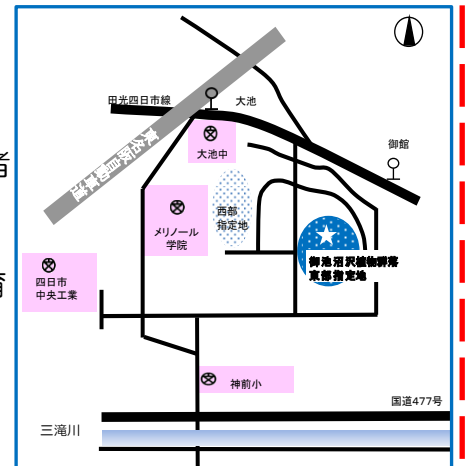 田光四日市線
大池
東名阪自動車道
大池中
御館
メリノール
学院
西部
指定地
御池沼沢植物群落
東部指定地
四日市
中央工業
神前小
国道477号
三滝川